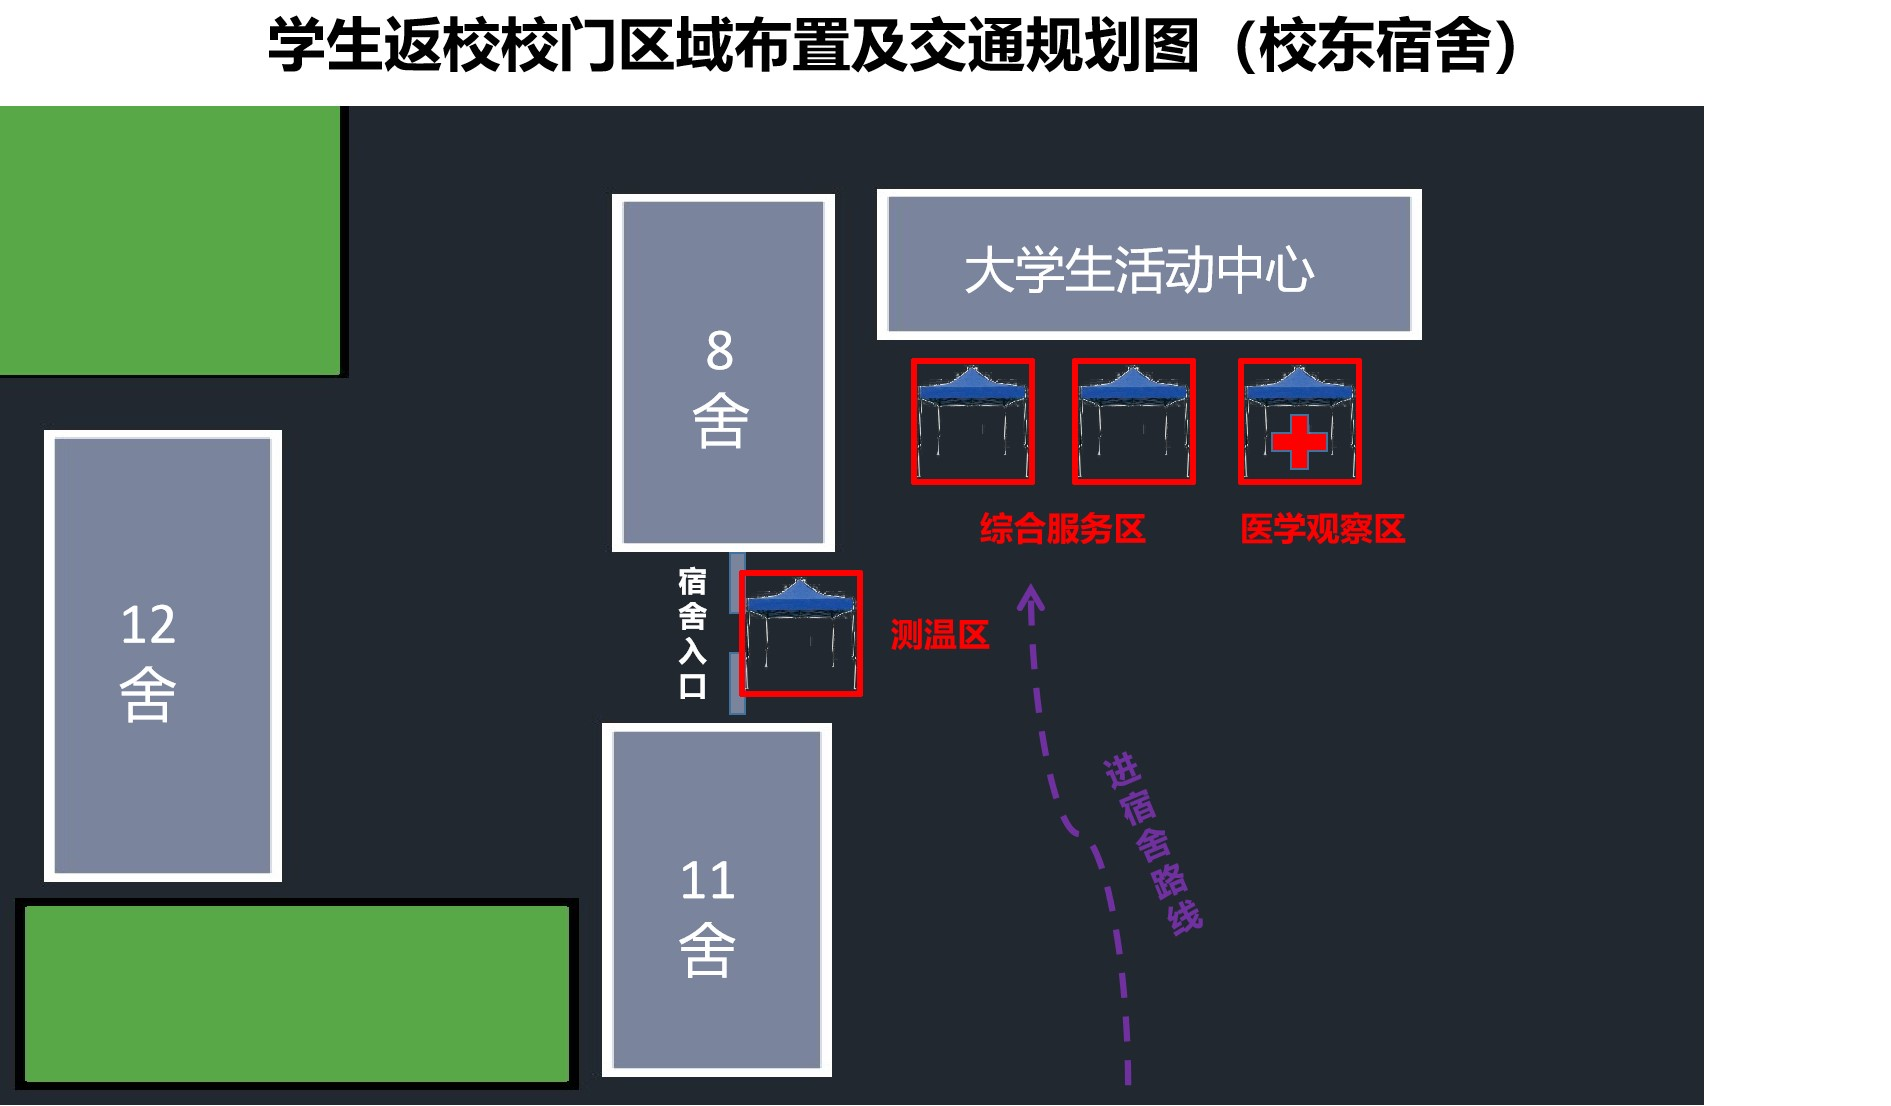 学生返校校门区域布置及交通规划图（校东宿舍）
大学生活动中心
8
舍
综合服务区
医学观察区
宿舍入口
测温区
12
舍
进宿舍路线
11
舍